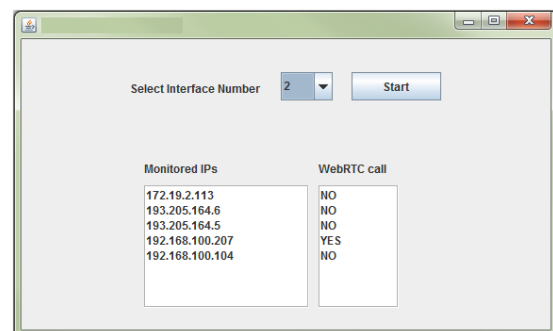 Select Interface Number 2 Start
Monitored IPs WebRTC call
172.19.2.113 NO
193.205.164.6 NO
193.205.164.5 NO
192.168.100.207 YES
192.168.100.104 NO